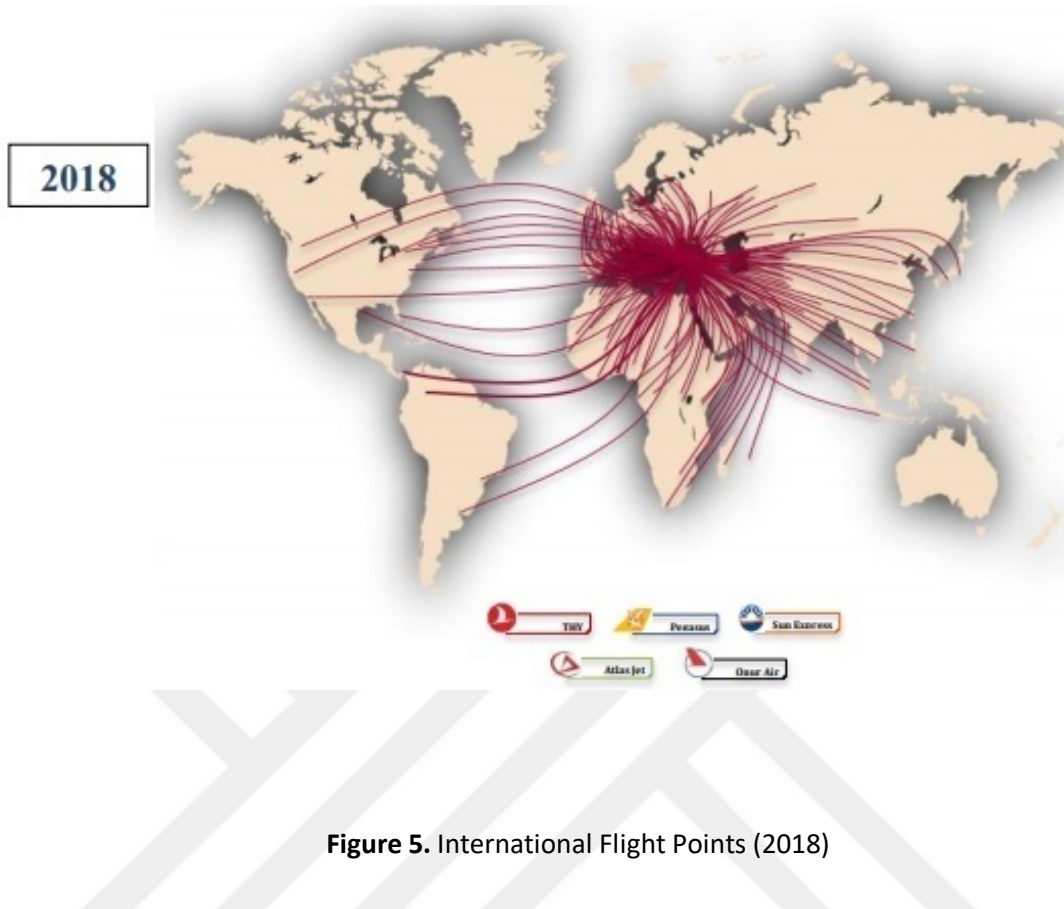 2018
THY
Pegasus
Sun Express
Atlas Jet
Onur Air
Figure 5. International Flight Points (2018)